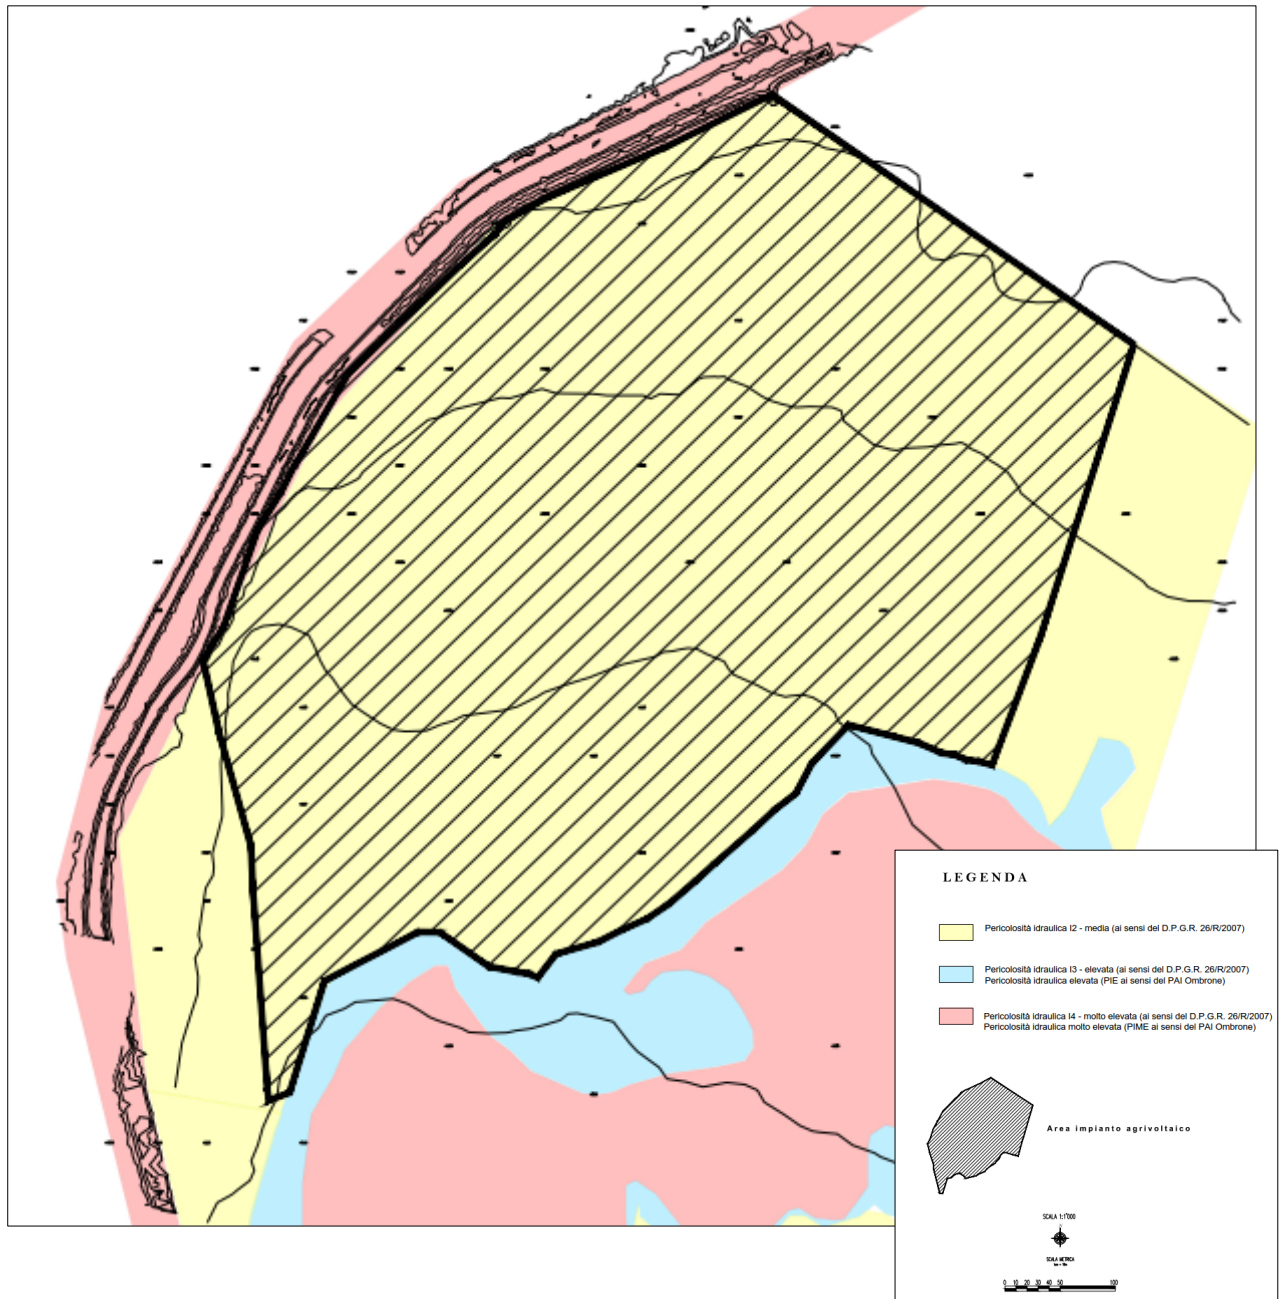 LEGENDA
Pericolosità idraulica I2 - media (ai sensi del D.P.G.R. 26/R/2007)
Pericolosità idraulica I3 - elevata (ai sensi del D.P.G.R. 26/R/2007)
Pericolosità idraulica elevata (PIE ai sensi del PAI Ombrone)
Pericolosità idraulica I4 - molto elevata (ai sensi del D.P.G.R. 26/R/2007)
Pericolosità idraulica molto elevata (PIME ai sensi del PAI Ombrone)
Area impianto agrivoltaico
SCALA 1:1'000
SCALA METRICA
0 10 20 30 40 50 100